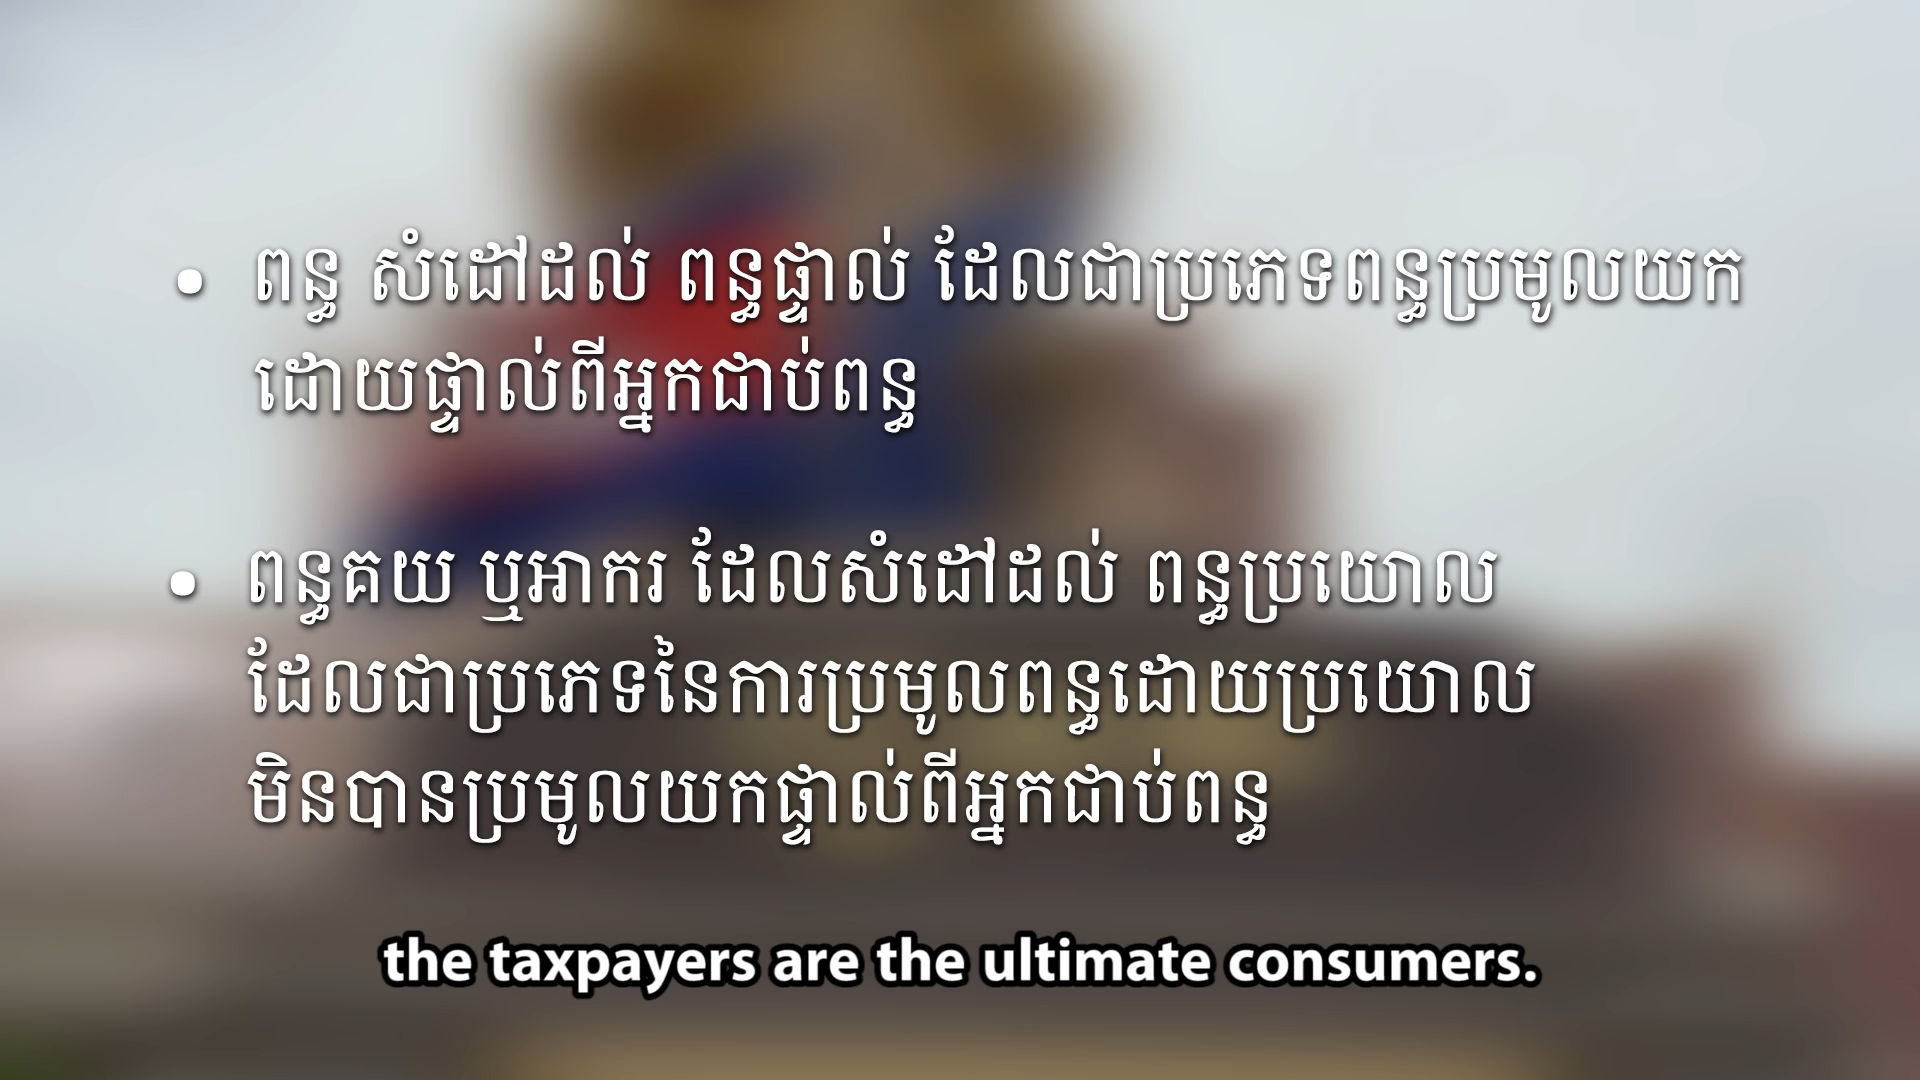 • ពន្ធ សំដៅដល់ ពន្ធផ្ទាល់ ដែលជាប្រភេទពន្ធប្រមូលយក
ដោយផ្ទាល់ពីអ្នកជាប់ពន្ធ
• ពន្ធគយ ឬអាករ ដែលសំដៅដល់ ពន្ធប្រយោល
ដែលជាប្រភេទនៃការប្រមូលពន្ធដោយប្រយោល
មិនបានប្រមូលយកផ្ទាល់ពីអ្នកជាប់ពន្ធ
the taxpayers are the ultimate consumers.